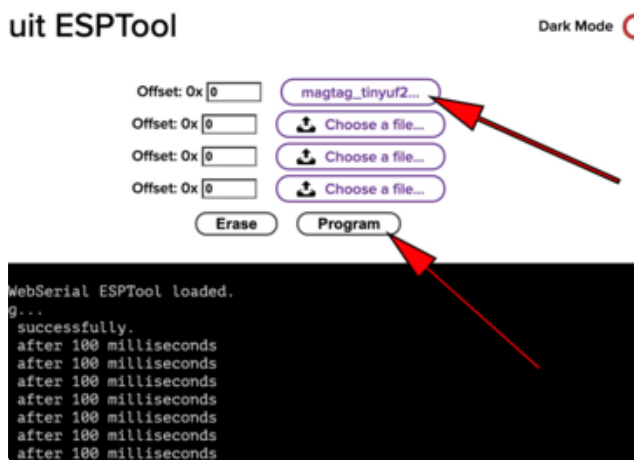 uit ESPTool
Dark Mode
Offset: 0x 0 magtag_tinyuf2...
Offset: 0x 0 Choose a file...
Offset: 0x 0 Choose a file...
Offset: 0x 0 Choose a file...
Erase Program
WebSerial ESPTool loaded.
g...
successfully.
after 100 milliseconds
after 100 milliseconds
after 100 milliseconds
after 100 milliseconds
after 100 milliseconds
after 100 milliseconds
after 100 milliseconds